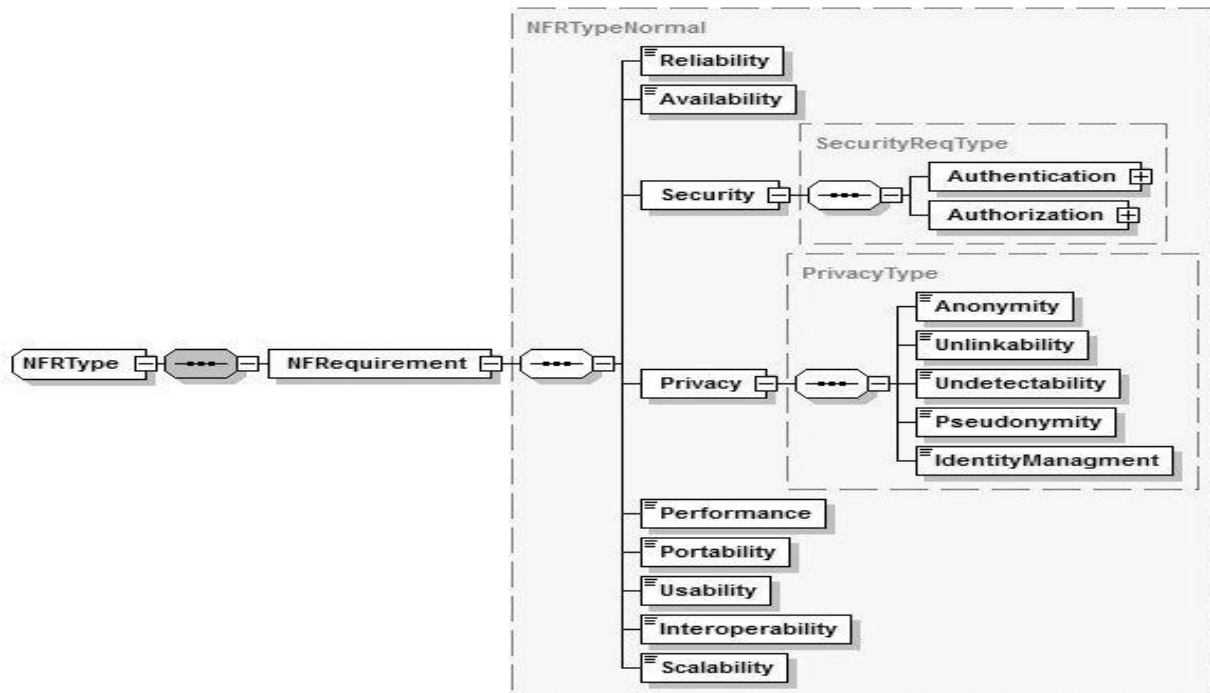 NFRTypeNormal
Reliability
Availability
SecurityReqType
Authentication
Security
Authorization
PrivacyType
Anonymity
Unlinkability
NFRType
NFRequirement
Privacy
Undetectability
Pseudonymity
IdentityManagment
Performance
Portability
Usability
Interoperability
Scalability